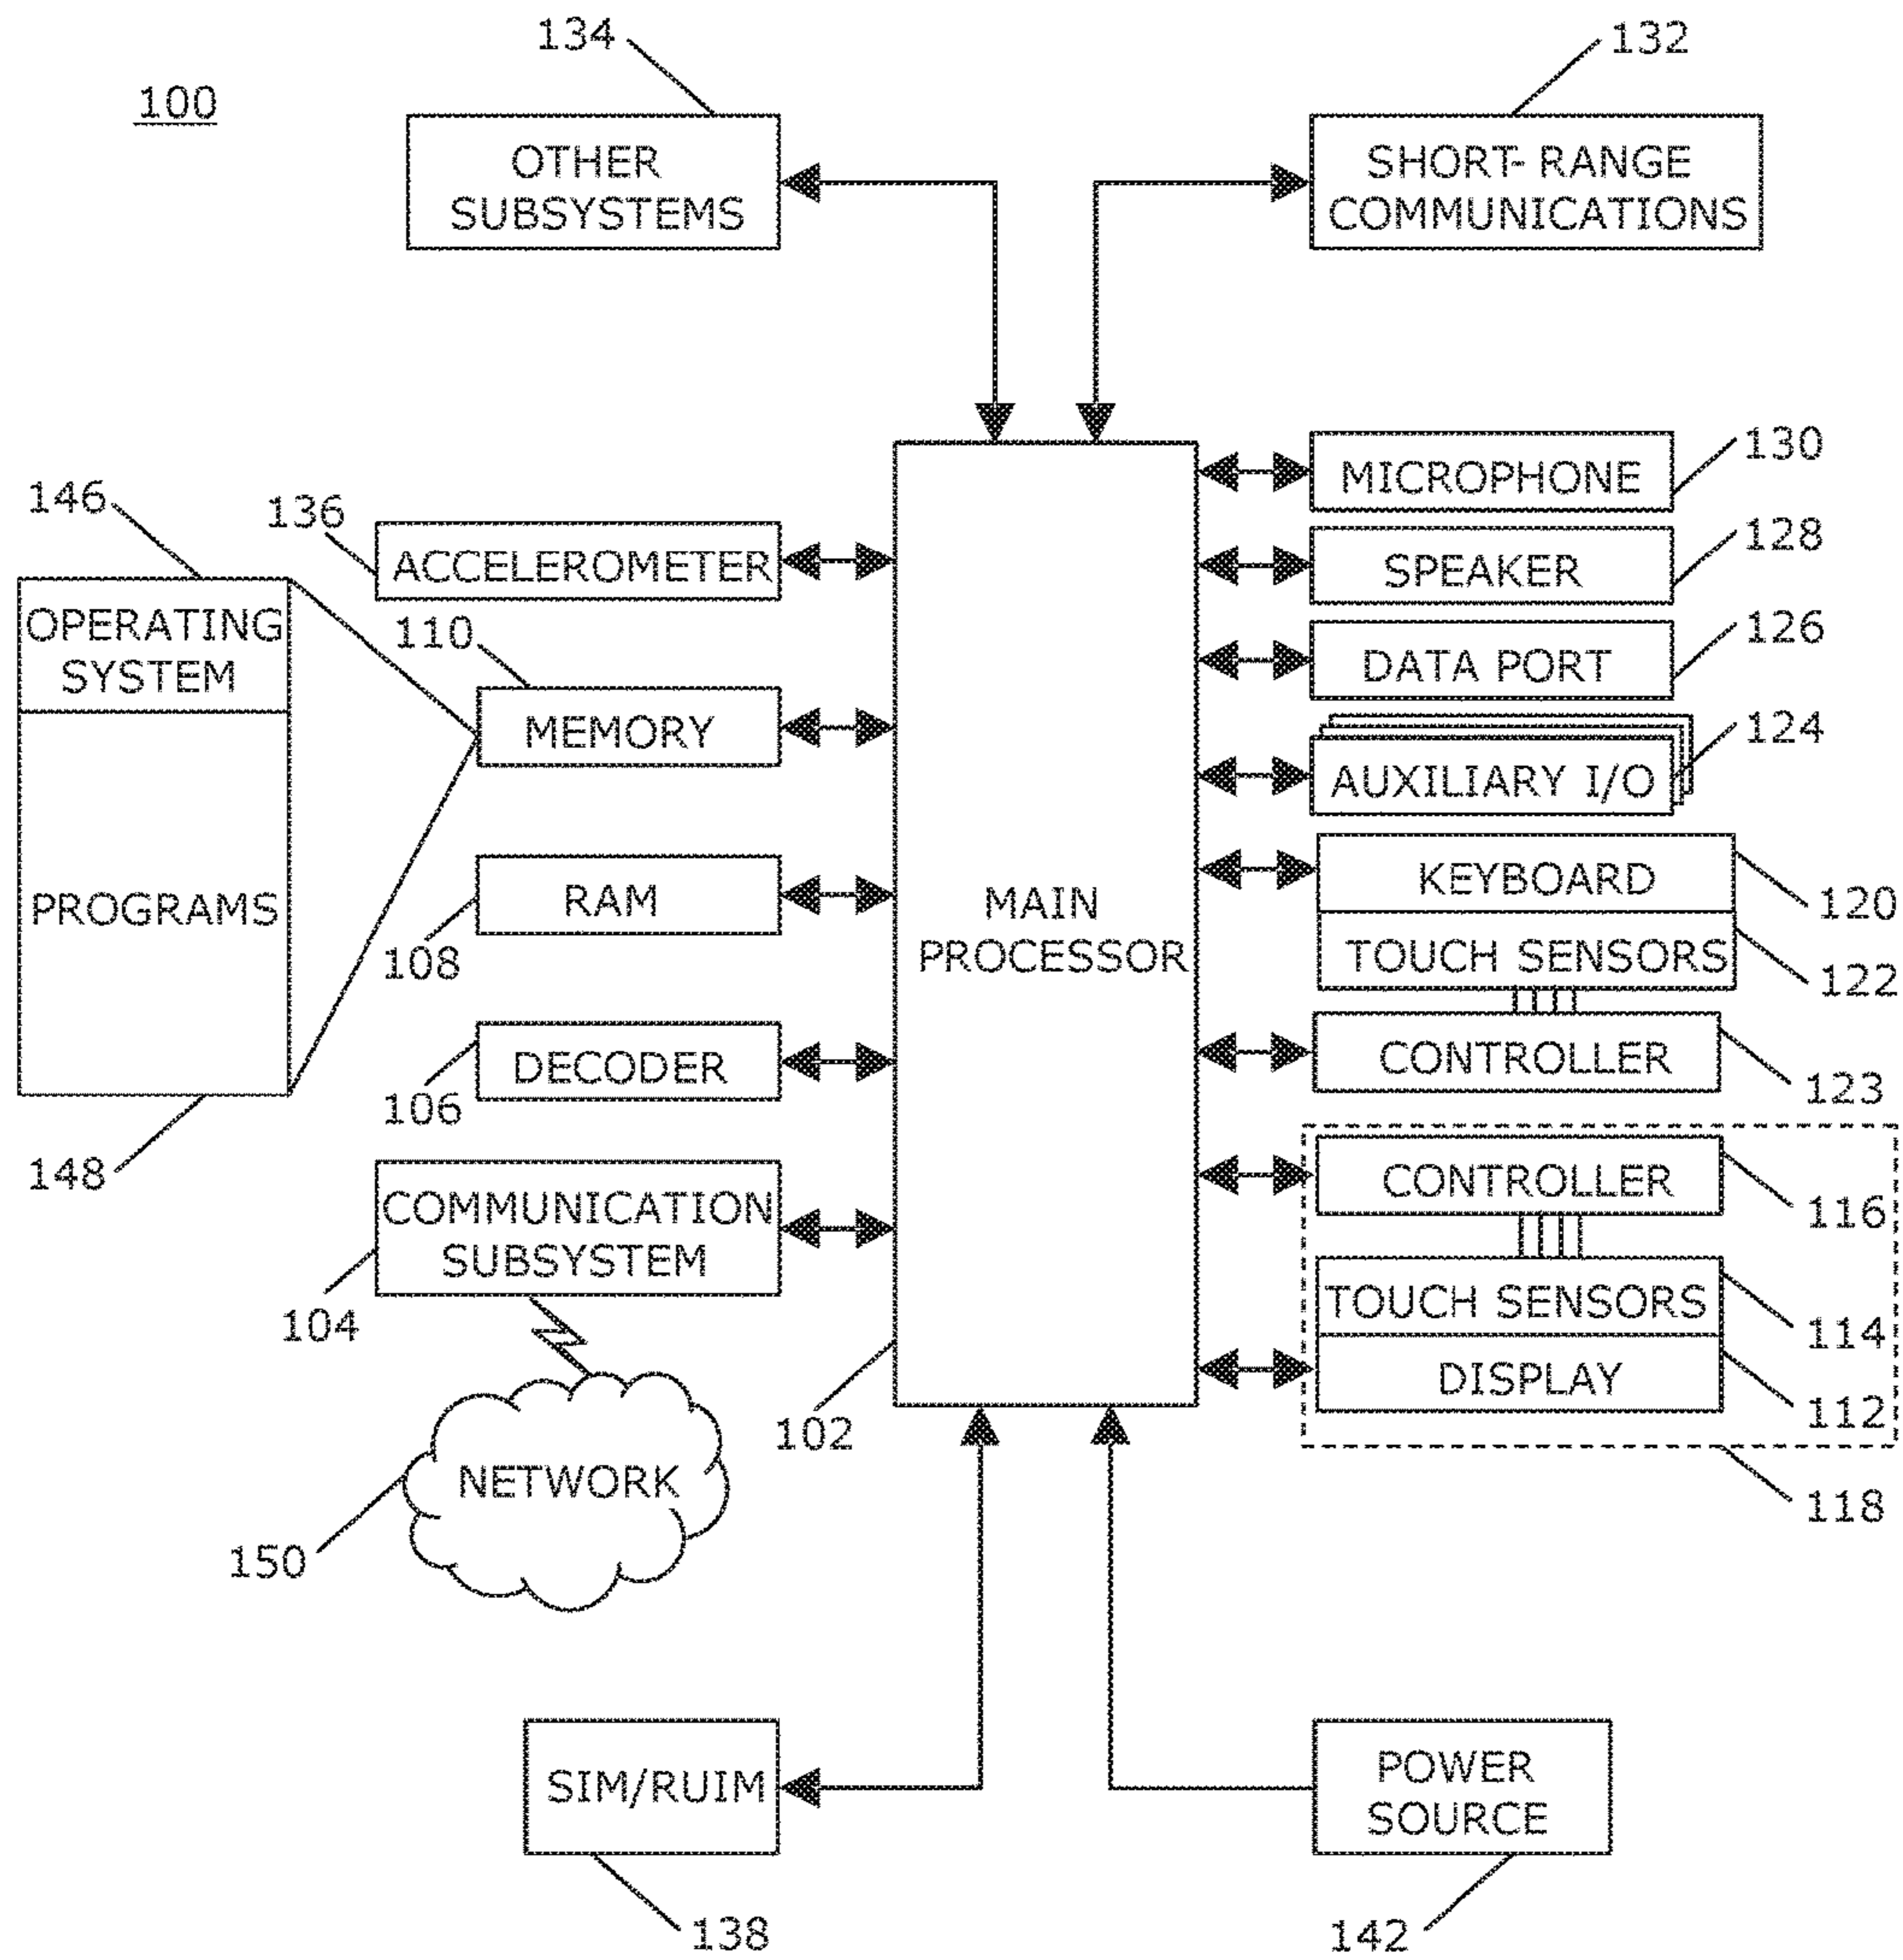 134
132
100
OTHER
SUBSYSTEMS
SHORT- RANGE
COMMUNICATIONS
146
136
ACCELEROMETER
OPERATING
SYSTEM
PROGRAMS
148
110
MEMORY
RAM
108
DECODER
106
COMMUNICATION
SUBSYSTEM
104
NETWORK
150
MAIN
PROCESSOR
102
MICROPHONE
130
SPEAKER
128
DATA PORT
126
AUXILIARY I/O
124
KEYBOARD
120
TOUCH SENSORS
122
CONTROLLER
123
CONTROLLER
116
TOUCH SENSORS
114
DISPLAY
112
118
SIM/RUIM
138
POWER
SOURCE
142